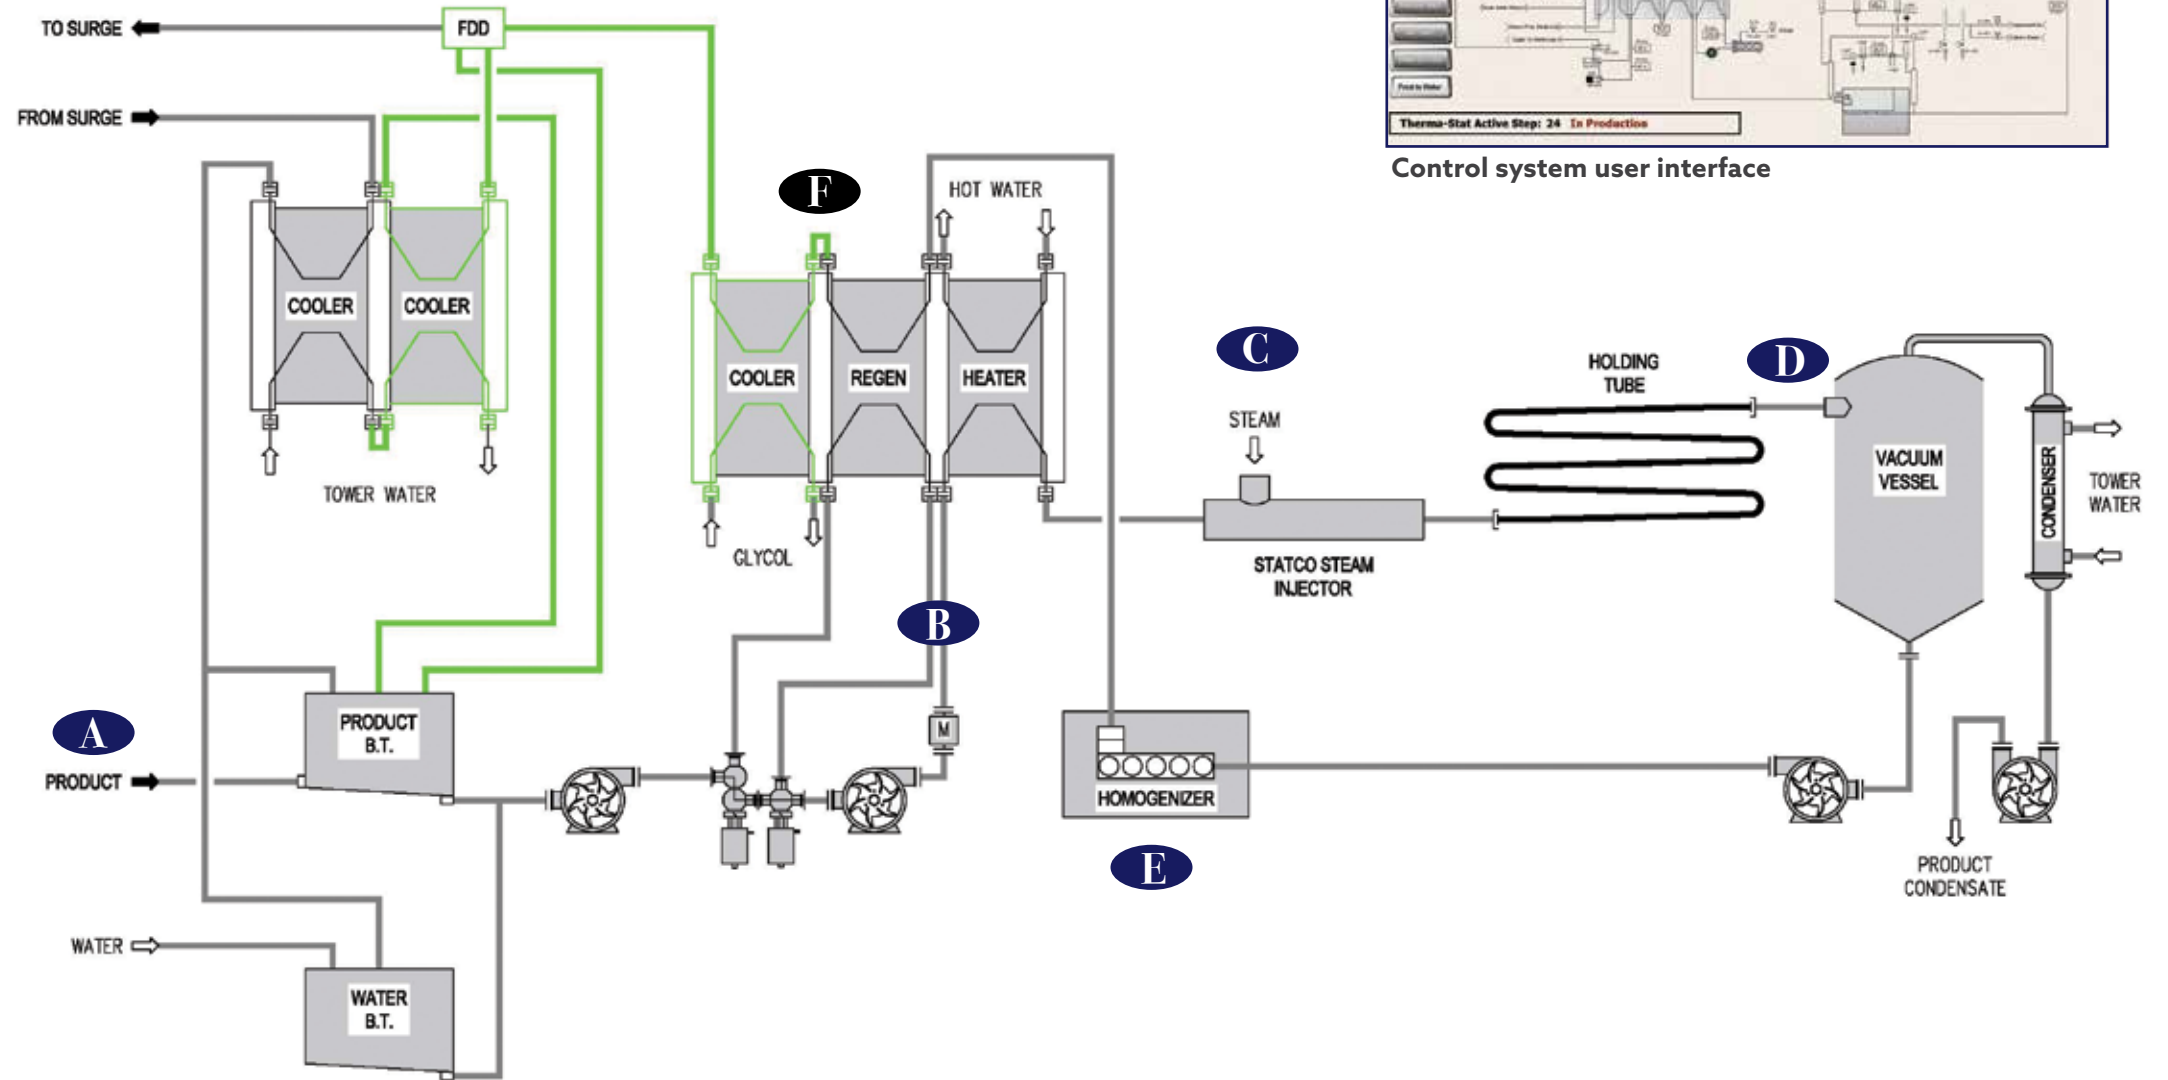 TO SURGE
FDD
FROM SURGE
Therma-Stat Active Step: 24 In Production
Control system user interface
F
HOT WATER
COOLER
COOLER
COOLER
REGEN
HEATER
C
HOLDING
TUBE
D
STEAM
VACUUM
VESSEL
CONDENSER
TOWER
WATER
TOWER WATER
GLYCOL
STATCO STEAM
INJECTOR
B
A
PRODUCT
B.T.
PRODUCT
M
HOMOGENIZER
E
PRODUCT
CONDENSATE
WATER
WATER
B.T.